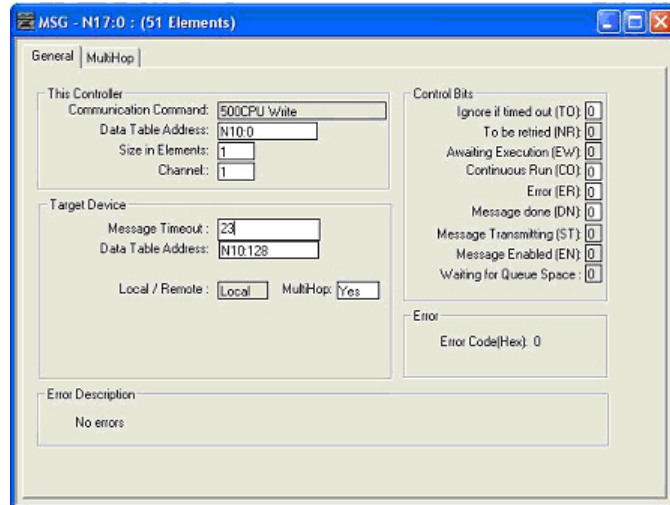 MSG - N17:0 : (51 Elements)
General MultiHop
This Controller
Communication Command: 500CPU Write
Data Table Address: N10:0
Size in Elements: 1
Channel:: 1
Target Device
Message Timeout : 23
Data Table Address: N10:128
Local / Remote : Local MultiHop: Yes
Control Bits
Ignore if timed out (TO): 0
To be retried (NR): 0
Awaiting Execution (EW): 0
Continuous Run (CO): 0
Error (ER): 0
Message done (DN): 0
Message Transmitting (ST): 0
Message Enabled (EN): 0
Waiting for Queue Space : 0
Error
Error Code(Hex): 0
Error Description
No errors